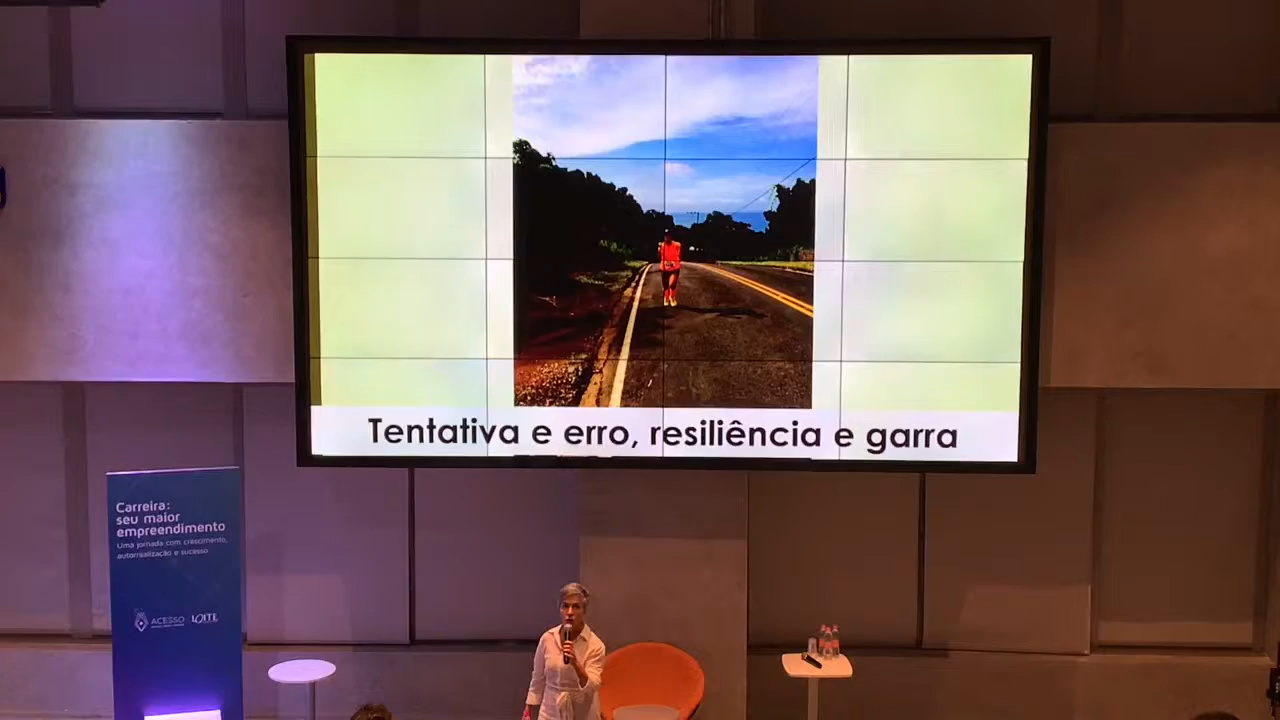 Tentativa e erro, resiliência e garra
Carreira:
seu maior
empreendimento
Uma jornada com crescimento,
autorrealização e sucesso
ACESSO